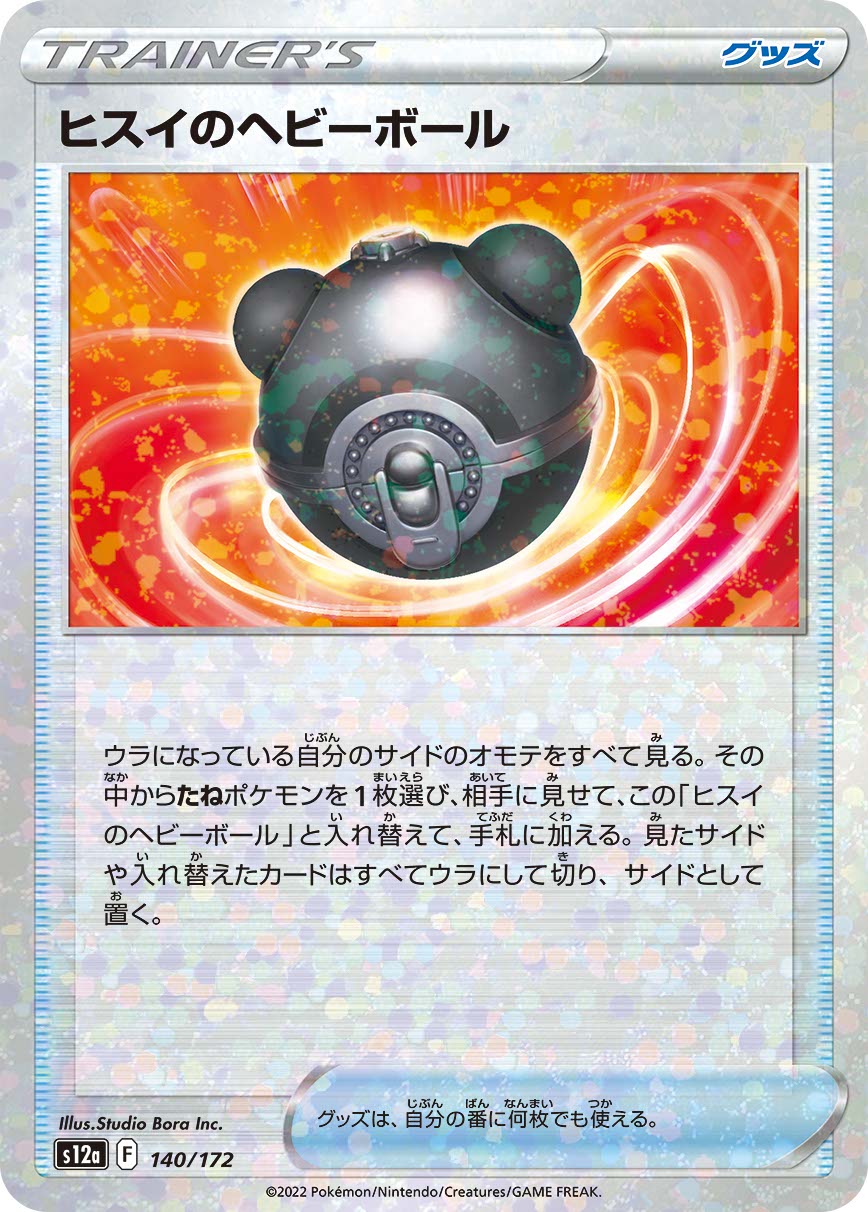 TRAINER'S
グッズ
ヒスイのヘビーボール
ウラになっている自分のサイドのオモテをすべて見る。その
中からたねポケモンを1枚選び、相手に見せて、この「ヒスイ
のヘビーボール」と入れ替えて、手札に加える。見たサイド
や入れ替えたカードはすべてウラにして切り、サイドとして
置く。
グッズは、自分の番に何枚でも使える。
Illus.Studio Bora Inc.
s12a F 140/172
©2022 Pokémon/Nintendo/Creatures/GAME FREAK.